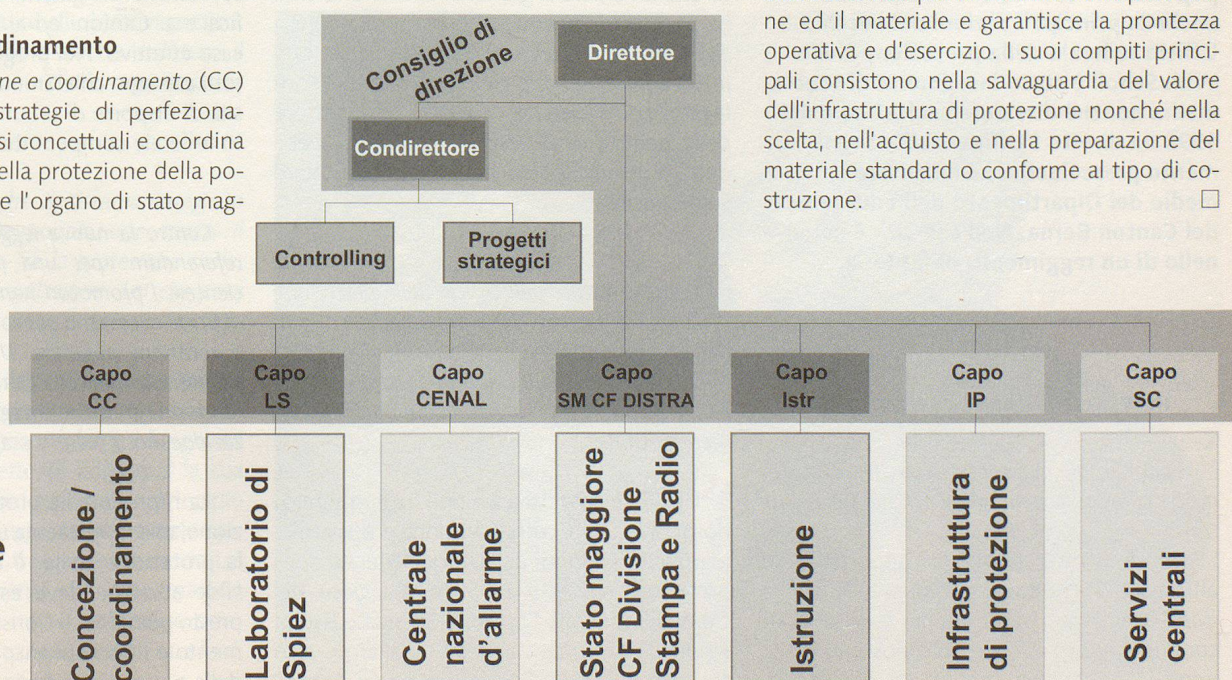 dinamento
ne e coordinamento (CC)
strategie di perfeziona-
si concettuali e coordina
ella protezione della po-
e l'organo di stato mag-
Consiglio di
direzione
Direttore
Condirettore
Controlling
Progetti
strategici
ne ed il materiale e garantisce la prontezza
operativa e d'esercizio. I suoi compiti princi-
pali consistono nella salvaguardia del valore
dell'infrastruttura di protezione nonché nella
scelta, nell'acquisto e nella preparazione del
materiale standard o conforme al tipo di co-
struzione.
Capo
CC
Capo
LS
Capo
CENAL
Capo
SM CF DISTRA
Capo
Istr
Capo
IP
Capo
SC
Concezione /
coordinamento
Laboratorio di
Spiez
Centrale
nazionale
d'allarme
Stato maggiore
CF Divisione
Stampa e Radio
Istruzione
Infrastruttura
di protezione
Servizi
centrali